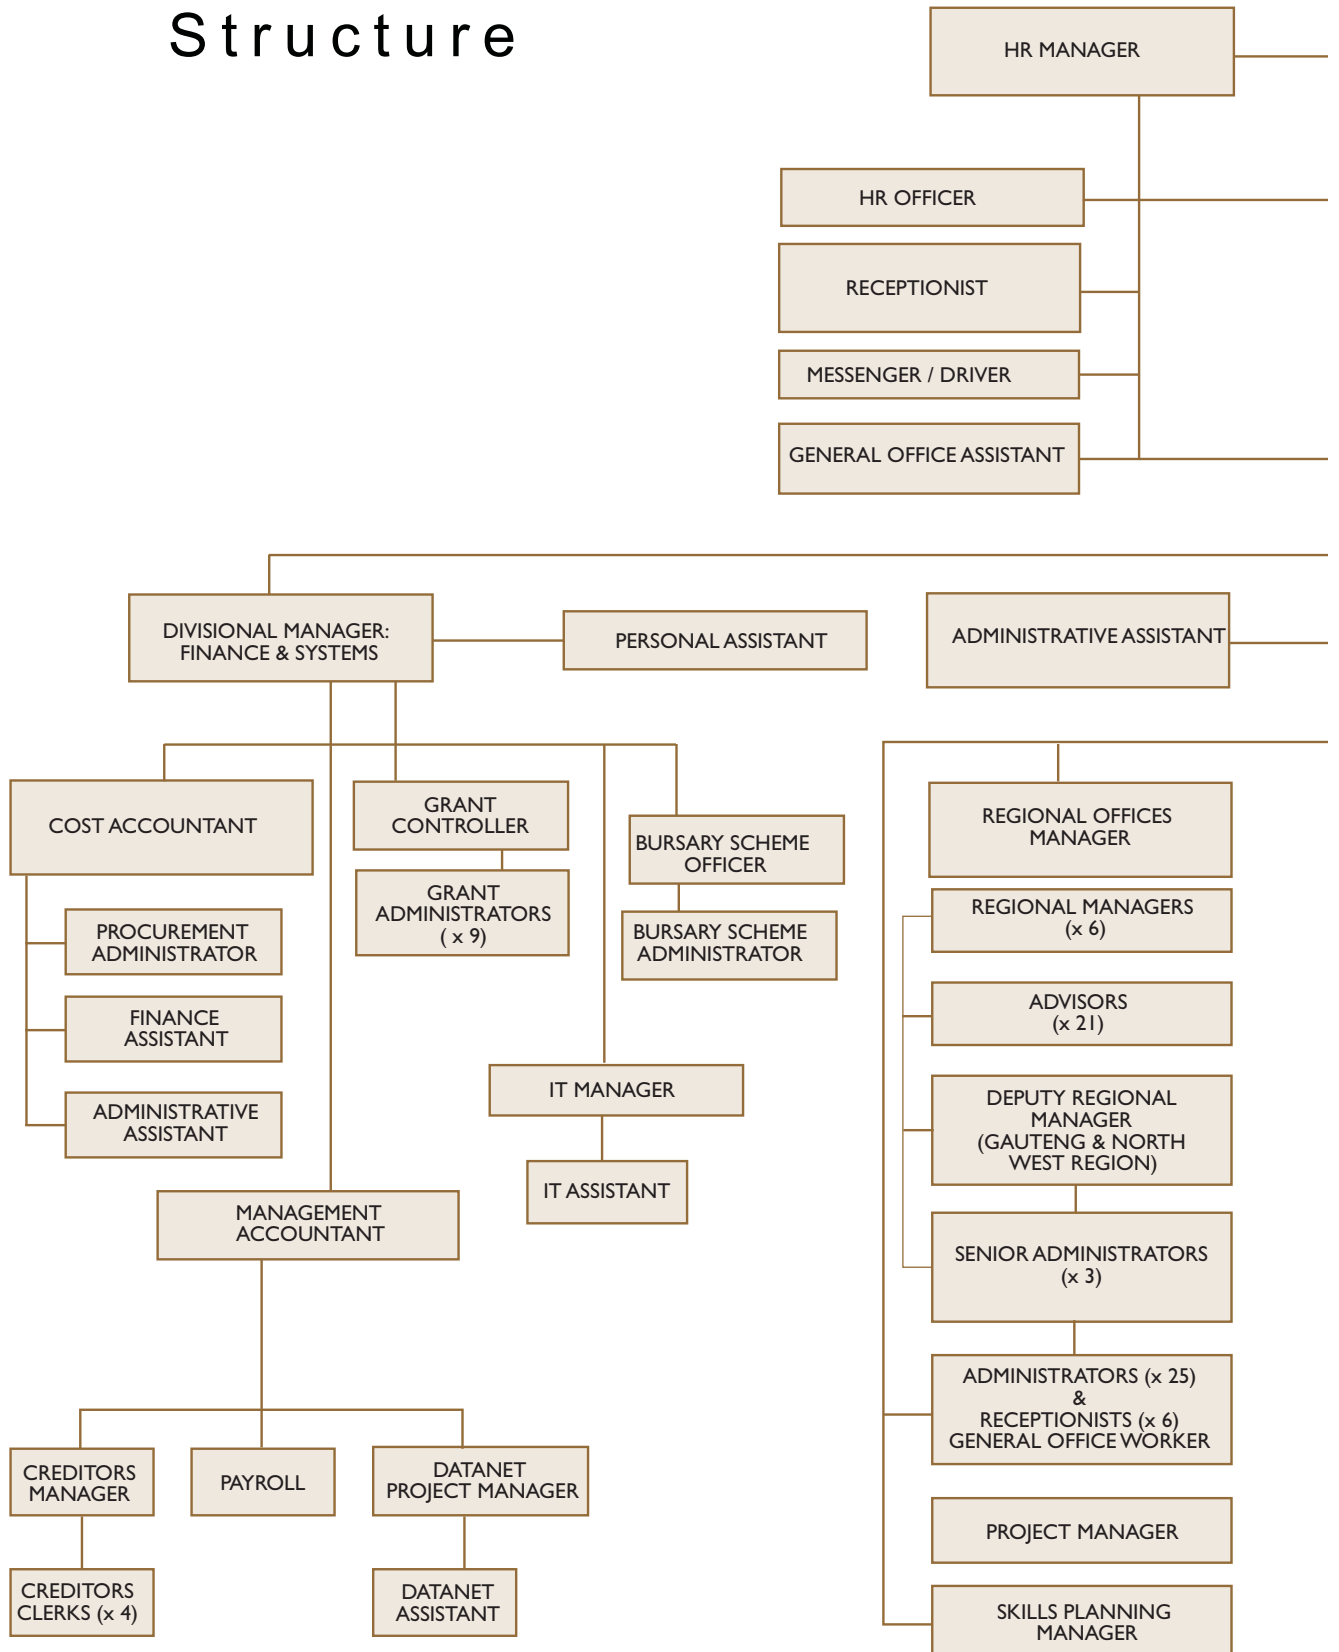 Structure
HR MANAGER
HR OFFICER
RECEPTIONIST
MESSENGER / DRIVER
GENERAL OFFICE ASSISTANT
DIVISIONAL MANAGER:
FINANCE & SYSTEMS
PERSONAL ASSISTANT
ADMINISTRATIVE ASSISTANT
COST ACCOUNTANT
PROCUREMENT
ADMINISTRATOR
FINANCE
ASSISTANT
ADMINISTRATIVE
ASSISTANT
GRANT
CONTROLLER
GRANT
ADMINISTRATORS
( x 9)
BURSARY SCHEME
OFFICER
BURSARY SCHEME
ADMINISTRATOR
IT MANAGER
IT ASSISTANT
MANAGEMENT
ACCOUNTANT
CREDITORS
MANAGER
CREDITORS
CLERKS (x 4)
PAYROLL
DATANET
PROJECT MANAGER
DATANET
ASSISTANT
REGIONAL OFFICES
MANAGER
REGIONAL MANAGERS
(x 6)
ADVISORS
(x 21)
DEPUTY REGIONAL
MANAGER
(GAUTENG & NORTH
WEST REGION)
SENIOR ADMINISTRATORS
(x 3)
ADMINISTRATORS (x 25)
&
RECEPTIONISTS (x 6)
GENERAL OFFICE WORKER
PROJECT MANAGER
SKILLS PLANNING
MANAGER